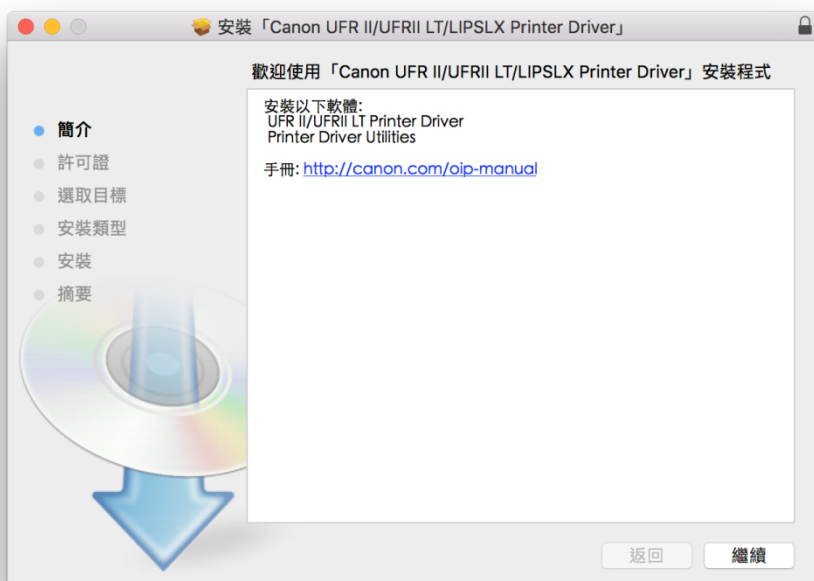 安裝「Canon UFR II/UFRII LT/LIPSLX Printer Driver」
歡迎使用「Canon UFR II/UFRII LT/LIPSLX Printer Driver」安裝程式
簡介
許可證
選取目標
安裝類型
安裝
摘要
安裝以下軟體:
UFR II/UFRII LT Printer Driver
Printer Driver Utilities
手冊: http://canon.com/oip-manual
返回
繼續